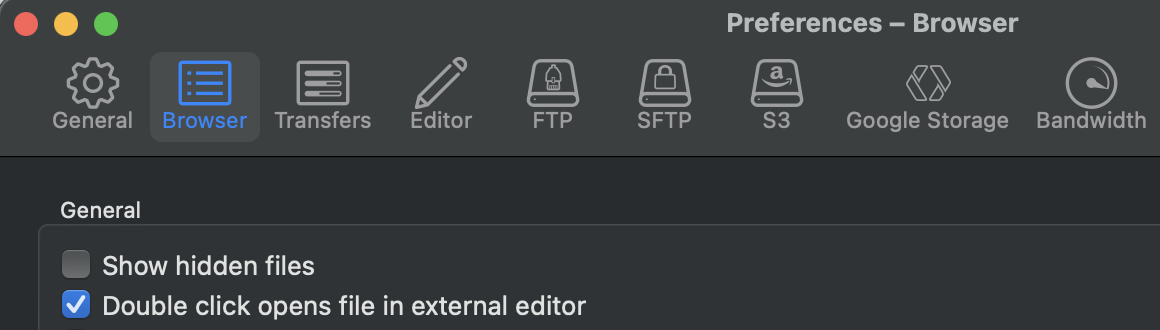 Preferences – Browser
General Browser Transfers Editor FTP SFTP S3 Google Storage Bandwidth
General
Show hidden files
Double click opens file in external editor